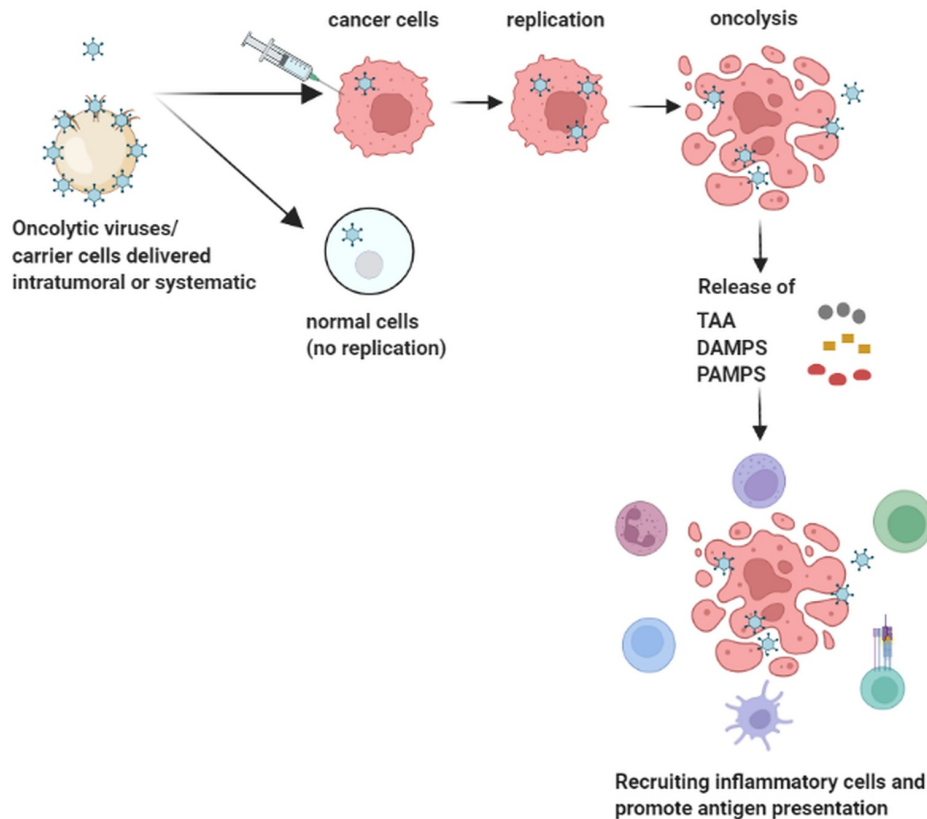 cancer cells
replication
oncolysis
Oncolytic viruses/
carrier cells delivered
intratumoral or systematic
normal cells
(no replication)
Release of
TAA
DAMPS
PAMPS
Recruiting inflammatory cells and
promote antigen presentation